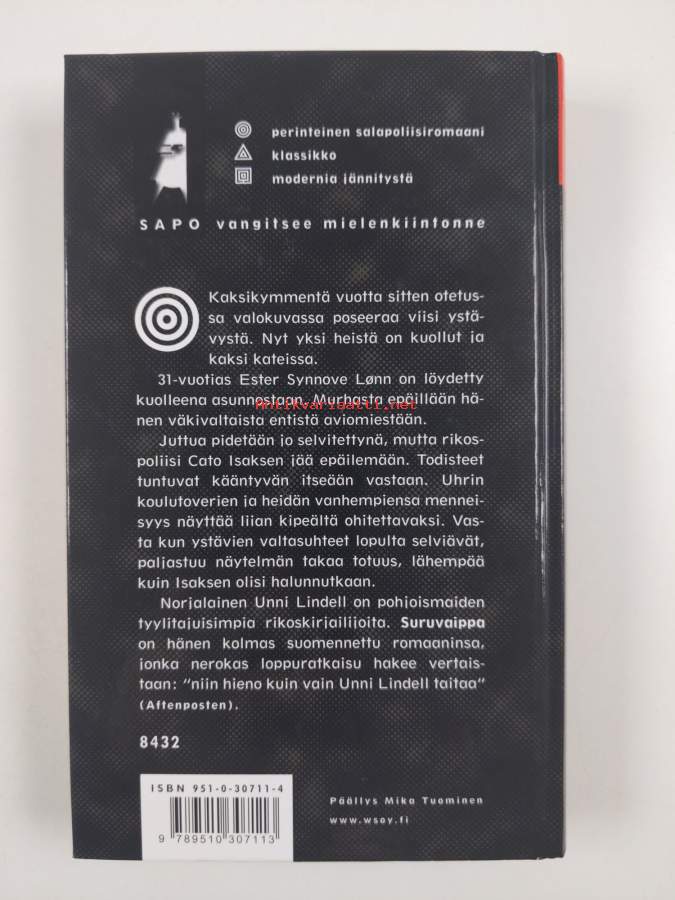 perinteinen salapoliisiromaani
klassikko
modernia jännitystä
SAPO vangitsee mielenkiintonne
Kaksikymmentä vuotta sitten otetus-
sa valokuvassa poseeraa viisi ystä-
vystä. Nyt yksi heistä on kuollut ja
kaksi kateissa.
31-vuotias Ester Synnove Lønn on löydetty
kuolleena asunnostaan. Murhasta epäillään hä-
Antikvariaatti.net
nen väkivaltaista entistä aviomiestään.
Juttua pidetään jo selvitettynä, mutta rikos-
poliisi Cato Isaksen jää epäilemään. Todisteet
tuntuvat kääntyvän itseään vastaan. Uhrin
koulutoverien ja heidän vanhempiensa mennei-
syys näyttää liian kipeältä ohitettavaksi. Vas-
ta kun ystävien valtasuhteet lopulta selviävät,
paljastuu näytelmän takaa totuus, lähempää
kuin Isaksen olisi halunnutkaan.
Norjalainen Unni Lindell on pohjoismaiden
tyylitajuisimpia rikoskirjailijoita. Suruvaippa
on hänen kolmas suomennettu romaaninsa,
jonka nerokas loppuratkaisu hakee vertais-
taan: "niin hieno kuin vain Unni Lindell taitaa"
(Aftenposten).
8432
ISBN 951-0-30711-4
9 789510 307113
Päällys Mika Tuominen
www.wsoy.fi